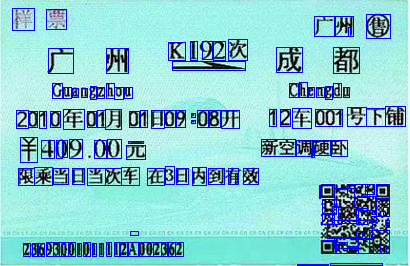 样 票
广州 售
广 州 K192次 成 都
Guangzhou Chengdu
2010年01月01日09:08开 12车001号下铺
￥409.00元 新空调硬卧
限乘当日当次车 在3日内到有效